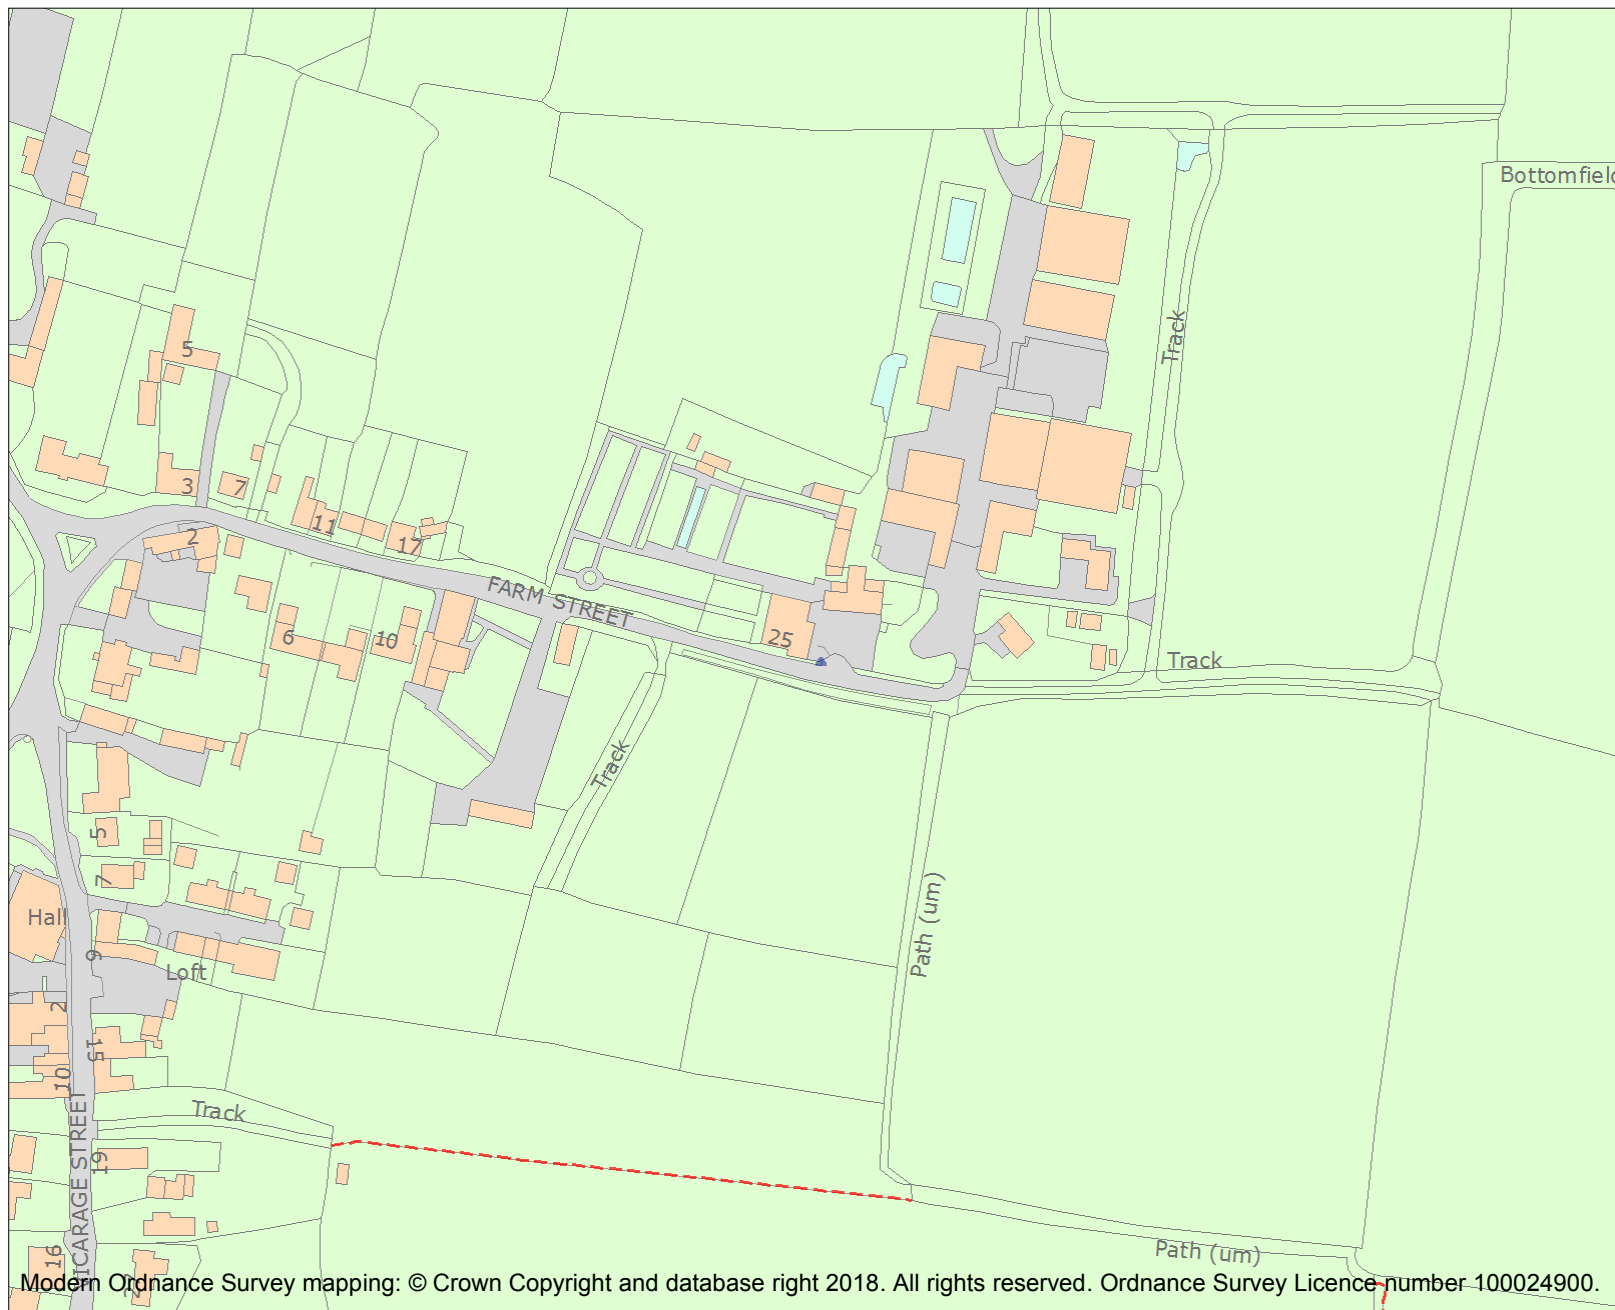 Bottomfield
Track
5
3
7
11
2
17
FARM STREET
6
10
25
Track
Track
5
7
Hall
9
Loft
2
15
10
Path (um)
Track
19
VICARAGE STREET
16
Path (um)
Modern Ordnance Survey mapping: © Crown Copyright and database right 2018. All rights reserved. Ordnance Survey Licence number 100024900.